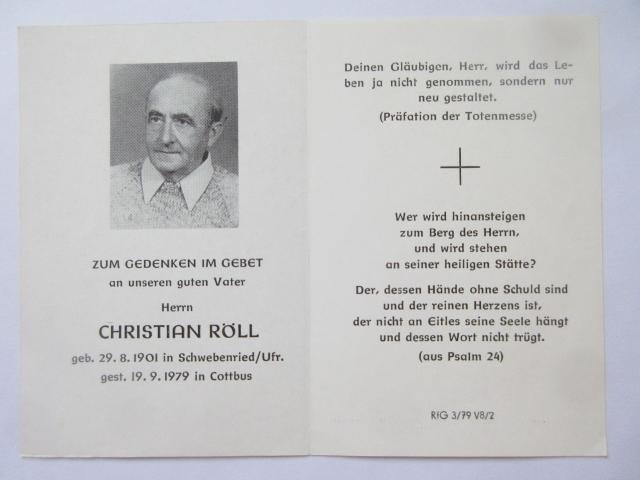 ZUM GEDENKEN IM GEBET
an unseren guten Vater
Herrn
CHRISTIAN RÖLL
geb. 29. 8. 1901 in Schwebenried/Ufr.
gest. 19. 9. 1979 in Cottbus
Deinen Gläubigen, Herr, wird das Le-
ben ja nicht genommen, sondern nur
neu gestaltet.
(Präfation der Totenmesse)
Wer wird hinansteigen
zum Berg des Herrn,
und wird stehen
an seiner heiligen Stätte?
Der, dessen Hände ohne Schuld sind
und der reinen Herzens ist,
der nicht an Eitles seine Seele hängt
und dessen Wort nicht trügt.
(aus Psalm 24)
RfG 3/79 V8/2